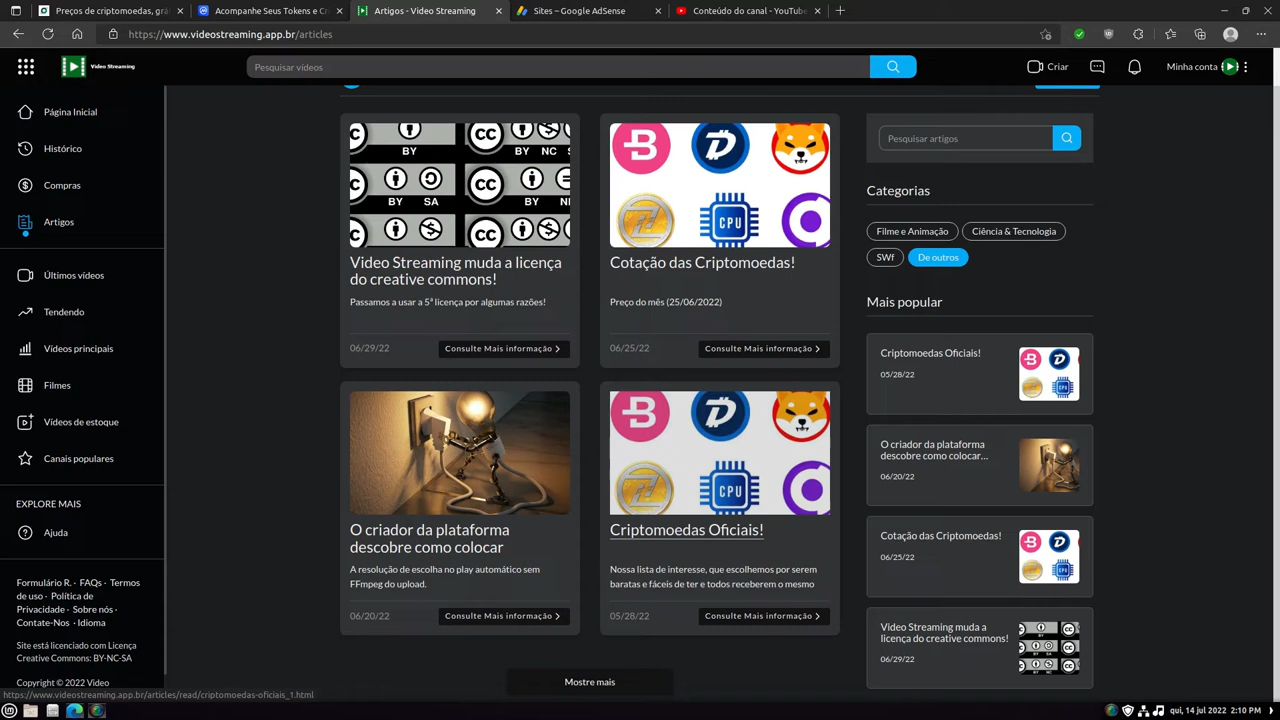 Preços de criptomoedas, grá
Acompanhe Seus Tokens e Cr
Artigos - Video Streaming
Sites – Google AdSense
Conteúdo do canal - YouTube
https://www.videostreaming.app.br/articles
Video Streaming
Pesquisar vídeos
Criar
Minha conta
Página Inicial
Histórico
Compras
Artigos
Últimos vídeos
Tendendo
Vídeos principais
Filmes
Vídeos de estoque
Canais populares
EXPLORE MAIS
Ajuda
Formulário R. · FAQs · Termos
de uso · Política de
Privacidade · Sobre nós ·
Contate-Nos · Idioma
Site está licenciado com Licença
Creative Commons: BY-NC-SA
Copyright © 2022 Video
BY
BY NC
BY SA
BY N
Video Streaming muda a licença
do creative commons!
Passamos a usar a 5ª licença por algumas razões!
06/29/22
Consulte Mais informação
CPU
Cotação das Criptomoedas!
Preço do mês (25/06/2022)
06/25/22
Consulte Mais informação
O criador da plataforma
descobre como colocar
A resolução de escolha no play automático sem
FFmpeg do upload.
06/20/22
Consulte Mais informação
CPU
Criptomoedas Oficiais!
Nossa lista de interesse, que escolhemos por serem
baratas e fáceis de ter e todos receberem o mesmo
05/28/22
Consulte Mais informação
Mostre mais
Pesquisar artigos
Categorias
Filme e Animação
Ciência & Tecnologia
SWf
De outros
Mais popular
Criptomoedas Oficiais!
05/28/22
O criador da plataforma
descobre como colocar...
06/20/22
Cotação das Criptomoedas!
06/25/22
Video Streaming muda a
licença do creative commons!
06/29/22
https://www.videostreaming.app.br/articles/read/criptomoedas-oficiais_1.html
qui, 14 jul 2022
2:10 PM